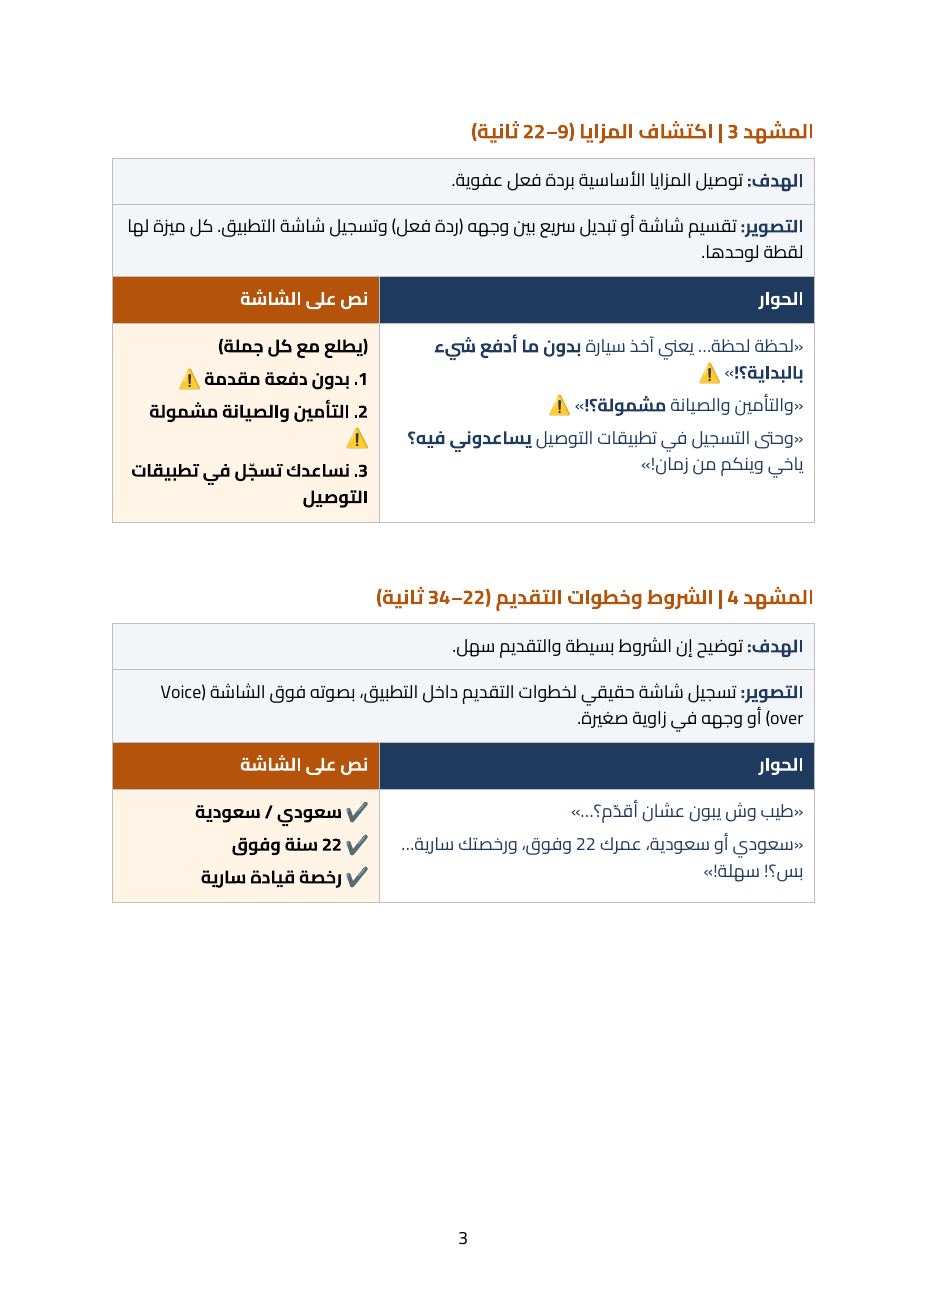 المشهد 3 | اكتشاف المزايا (9–22 ثانية)
الهدف: توصيل المزايا الأساسية بردة فعل عفوية.
التصوير: تقسيم شاشة أو تبديل سريع بين وجهه (ردة فعل) وتسجيل شاشة التطبيق. كل ميزة لها
لقطة لوحدها.
الحوار
نص على الشاشة
«لحظة لحظة... يعني آخذ سيارة بدون ما أدفع شيء
بالبداية؟!» ⚠️
«والتأمين والصيانة مشمولة؟!» ⚠️
«وحتى التسجيل في تطبيقات التوصيل يساعدوني فيه؟
ياخي وينكم من زمان!»
(يطلع مع كل جملة)
1. بدون دفعة مقدمة ⚠️
2. التأمين والصيانة مشمولة
⚠️
3. نساعدك تسجّل في تطبيقات
التوصيل
المشهد 4 | الشروط وخطوات التقديم (22–34 ثانية)
الهدف: توضيح إن الشروط بسيطة والتقديم سهل.
التصوير: تسجيل شاشة حقيقي لخطوات التقديم داخل التطبيق، بصوته فوق الشاشة (Voice
over) أو وجهه في زاوية صغيرة.
الحوار
نص على الشاشة
«طيب وش يبون عشان أقدّم؟...»
«سعودي أو سعودية، عمرك 22 وفوق، ورخصتك سارية...
بس؟! سهلة!»
✔️ سعودي / سعودية
✔️ 22 سنة وفوق
✔️ رخصة قيادة سارية
3